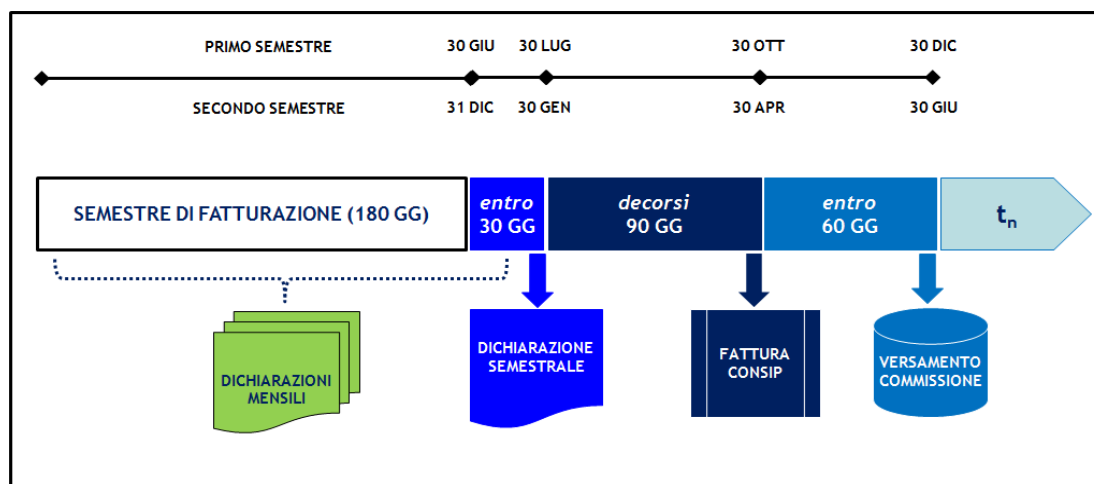 PRIMO SEMESTRE 30 GIU 30 LUG 30 OTT 30 DIC
SECONDO SEMESTRE 31 DIC 30 GEN 30 APR 30 GIU
SEMESTRE DI FATTURAZIONE (180 GG)
entro
30 GG
decorsi
90 GG
entro
60 GG
tn
DICHIARAZIONI
MENSILI
DICHIARAZIONE
SEMESTRALE
FATTURA
CONSIP
VERSAMENTO
COMMISSIONE